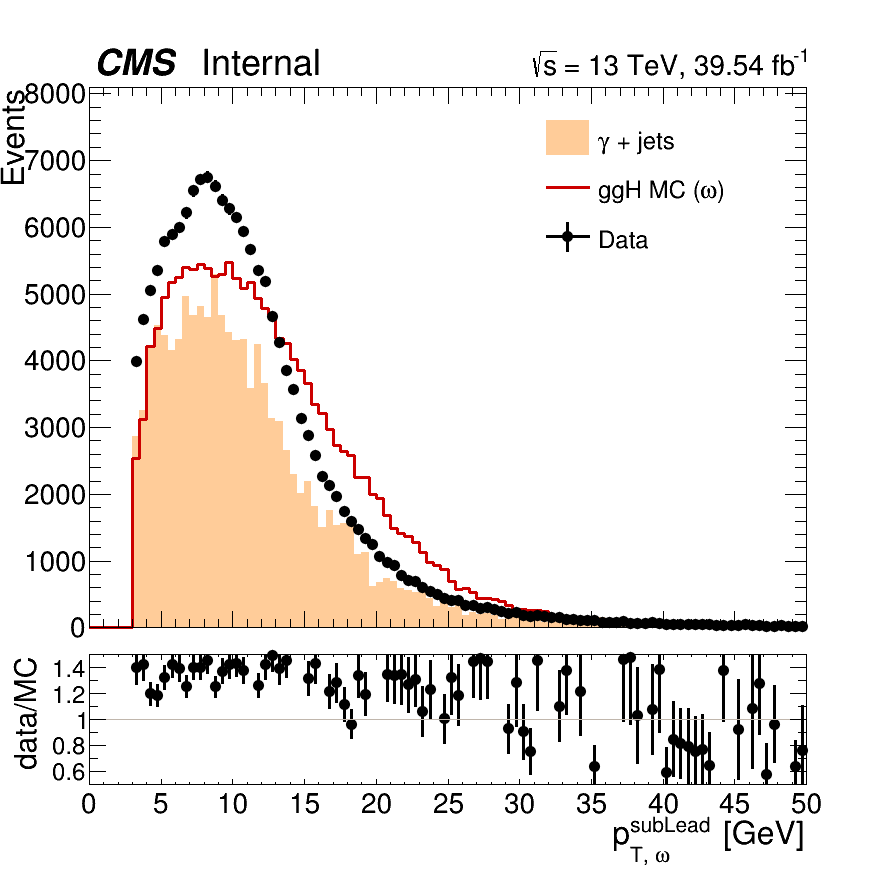 CMS Internal
√s = 13 TeV, 39.54 fb⁻¹
Events
8000
7000
6000
5000
4000
3000
2000
1000
0
γ + jets
ggH MC (ω)
Data
data/MC
1.4
1.2
1
0.8
0.6
0 5 10 15 20 25 30 35 40 45 50
p_{T, ω}^{subLead} [GeV]